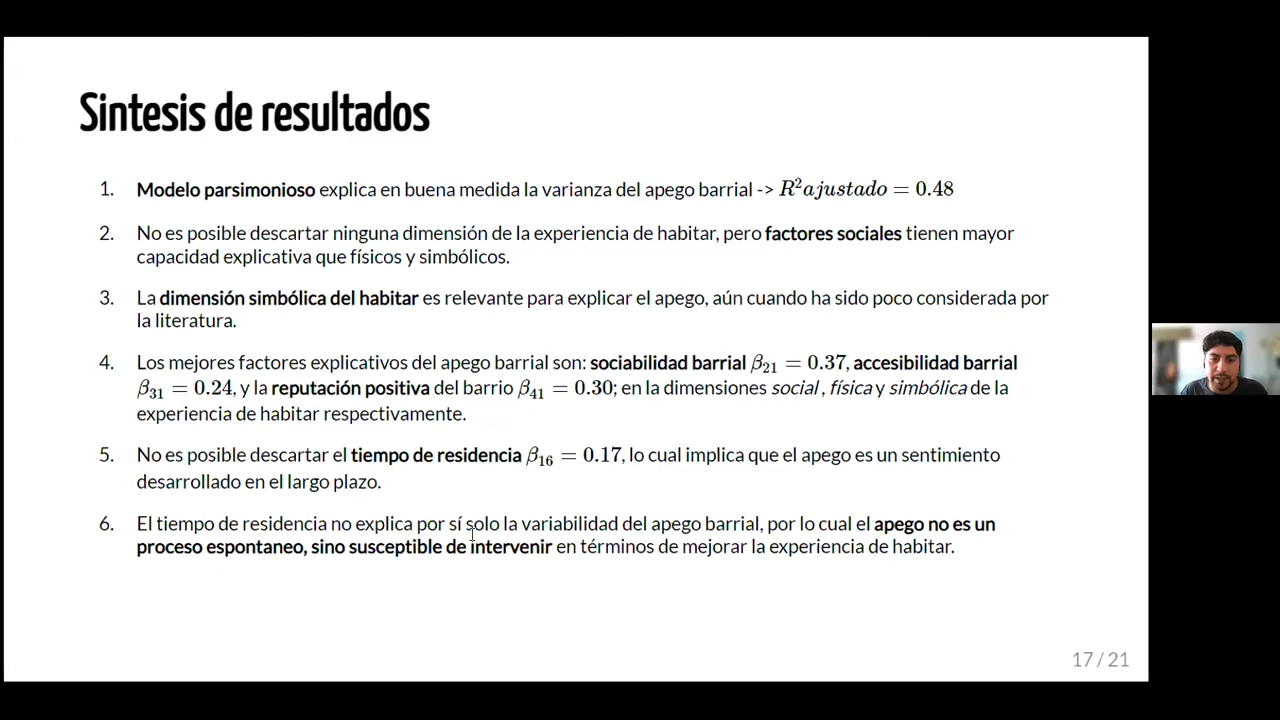 Sintesis de resultados
1. Modelo parsimonioso explica en buena medida la varianza del apego barrial -> R²ajustado = 0.48
2. No es posible descartar ninguna dimensión de la experiencia de habitar, pero factores sociales tienen mayor
capacidad explicativa que físicos y simbólicos.
3. La dimensión simbólica del habitar es relevante para explicar el apego, aún cuando ha sido poco considerada por
la literatura.
4. Los mejores factores explicativos del apego barrial son: sociabilidad barrial β₂₁ = 0.37, accesibilidad barrial
β₃₁ = 0.24, y la reputación positiva del barrio β₄₁ = 0.30; en la dimensiones social , física y simbólica de la
experiencia de habitar respectivamente.
5. No es posible descartar el tiempo de residencia β₁₆ = 0.17, lo cual implica que el apego es un sentimiento
desarrollado en el largo plazo.
6. El tiempo de residencia no explica por sí solo la variabilidad del apego barrial, por lo cual el apego no es un
proceso espontaneo, sino susceptible de intervenir en términos de mejorar la experiencia de habitar.
17 / 21